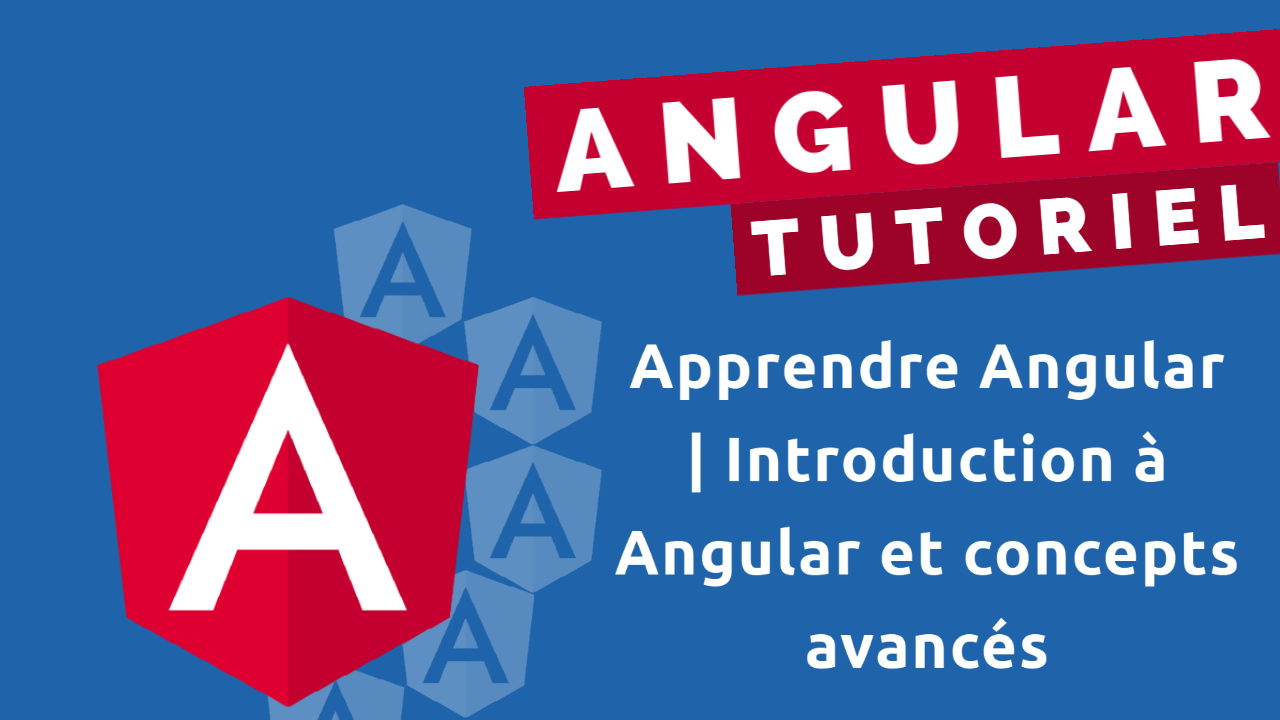 ANGULAR
TUTORIEL
Apprendre Angular
| Introduction à
Angular et concepts
avancés